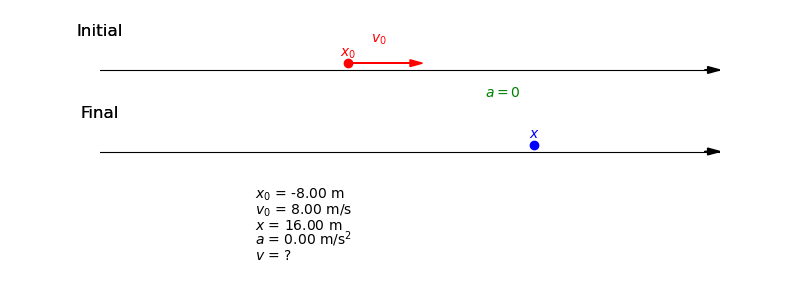 Initial
v₀
x₀
a = 0
Final
x
x₀ = -8.00 m
v₀ = 8.00 m/s
x = 16.00 m
a = 0.00 m/s²
v = ?